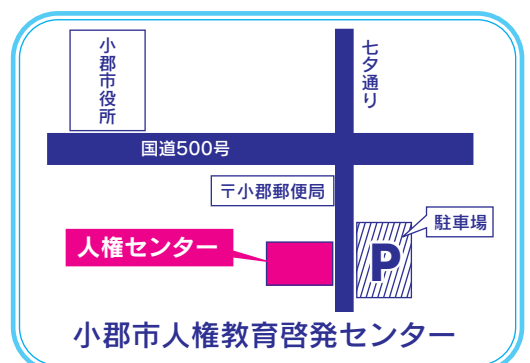 小郡市役所
七夕通り
国道500号
〒小郡郵便局
駐車場
人権センター
P
小郡市人権教育啓発センター